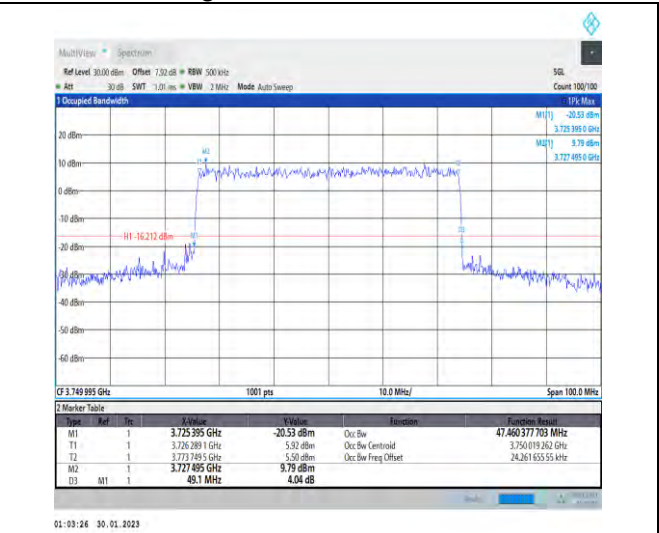 MultiView Spectrum
Ref Level 30.00 dBm Offset 7.92 dB RBW 500 kHz SGL
Att 30 dB SWT 1.01 ms VBW 2 MHz Mode Auto Sweep Count 100/100
1 Occupied Bandwidth 1Pk Max
M1[1] -20.53 dBm
3.725 395 0 GHz
M2[1] 9.79 dBm
3.727 495 0 GHz
20 dBm
M2
10 dBm
0 dBm
-10 dBm
H1 -16.212 dBm
M1
D3
-20 dBm
-30 dBm
-40 dBm
-50 dBm
-60 dBm
CF 3.749 995 GHz 1001 pts 10.0 MHz/ Span 100.0 MHz
2 Marker Table
Type Ref Trc X-Value Y-Value Function Function Result
M1 1 3.725 395 GHz -20.53 dBm Occ Bw 47.460 377 703 MHz
T1 1 3.726 289 1 GHz 5.92 dBm Occ Bw Centroid 3.750 019 262 GHz
T2 1 3.773 749 5 GHz 5.50 dBm Occ Bw Freq Offset 24.261 655 55 kHz
M2 1 3.727 495 GHz 9.79 dBm
D3 M1 1 49.1 MHz 4.04 dB
01:03:26 30.01.2023